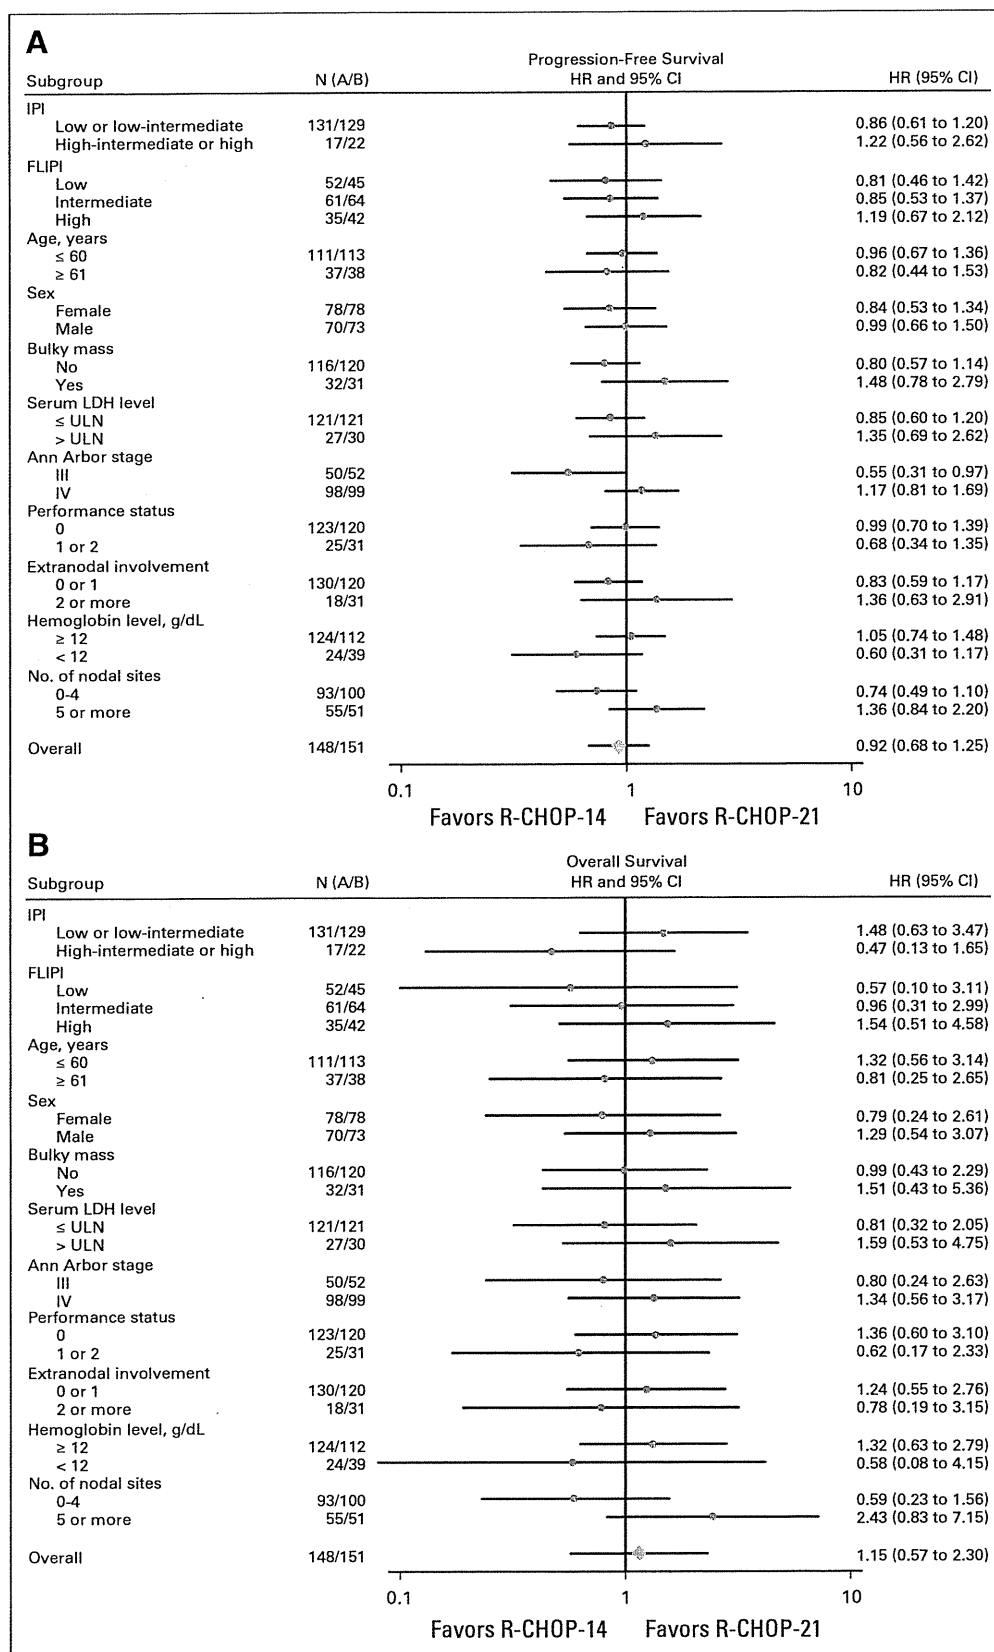 A
Progression-Free Survival
Subgroup N (A/B) HR and 95% CI HR (95% CI)
IPI
Low or low-intermediate 131/129 0.86 (0.61 to 1.20)
High-intermediate or high 17/22 1.22 (0.56 to 2.62)
FLIPI
Low 52/45 0.81 (0.46 to 1.42)
Intermediate 61/64 0.85 (0.53 to 1.37)
High 35/42 1.19 (0.67 to 2.12)
Age, years
≤ 60 111/113 0.96 (0.67 to 1.36)
≥ 61 37/38 0.82 (0.44 to 1.53)
Sex
Female 78/78 0.84 (0.53 to 1.34)
Male 70/73 0.99 (0.66 to 1.50)
Bulky mass
No 116/120 0.80 (0.57 to 1.14)
Yes 32/31 1.48 (0.78 to 2.79)
Serum LDH level
≤ ULN 121/121 0.85 (0.60 to 1.20)
> ULN 27/30 1.35 (0.69 to 2.62)
Ann Arbor stage
III 50/52 0.55 (0.31 to 0.97)
IV 98/99 1.17 (0.81 to 1.69)
Performance status
0 123/120 0.99 (0.70 to 1.39)
1 or 2 25/31 0.68 (0.34 to 1.35)
Extranodal involvement
0 or 1 130/120 0.83 (0.59 to 1.17)
2 or more 18/31 1.36 (0.63 to 2.91)
Hemoglobin level, g/dL
≥ 12 124/112 1.05 (0.74 to 1.48)
< 12 24/39 0.60 (0.31 to 1.17)
No. of nodal sites
0-4 93/100 0.74 (0.49 to 1.10)
5 or more 55/51 1.36 (0.84 to 2.20)
Overall 148/151 0.92 (0.68 to 1.25)
0.1 1 10
Favors R-CHOP-14 Favors R-CHOP-21
B
Overall Survival
Subgroup N (A/B) HR and 95% CI HR (95% CI)
IPI
Low or low-intermediate 131/129 1.48 (0.63 to 3.47)
High-intermediate or high 17/22 0.47 (0.13 to 1.65)
FLIPI
Low 52/45 0.57 (0.10 to 3.11)
Intermediate 61/64 0.96 (0.31 to 2.99)
High 35/42 1.54 (0.51 to 4.58)
Age, years
≤ 60 111/113 1.32 (0.56 to 3.14)
≥ 61 37/38 0.81 (0.25 to 2.65)
Sex
Female 78/78 0.79 (0.24 to 2.61)
Male 70/73 1.29 (0.54 to 3.07)
Bulky mass
No 116/120 0.99 (0.43 to 2.29)
Yes 32/31 1.51 (0.43 to 5.36)
Serum LDH level
≤ ULN 121/121 0.81 (0.32 to 2.05)
> ULN 27/30 1.59 (0.53 to 4.75)
Ann Arbor stage
III 50/52 0.80 (0.24 to 2.63)
IV 98/99 1.34 (0.56 to 3.17)
Performance status
0 123/120 1.36 (0.60 to 3.10)
1 or 2 25/31 0.62 (0.17 to 2.33)
Extranodal involvement
0 or 1 130/120 1.24 (0.55 to 2.76)
2 or more 18/31 0.78 (0.19 to 3.15)
Hemoglobin level, g/dL
≥ 12 124/112 1.32 (0.63 to 2.79)
< 12 24/39 0.58 (0.08 to 4.15)
No. of nodal sites
0-4 93/100 0.59 (0.23 to 1.56)
5 or more 55/51 2.43 (0.83 to 7.15)
Overall 148/151 1.15 (0.57 to 2.30)
0.1 1 10
Favors R-CHOP-14 Favors R-CHOP-21